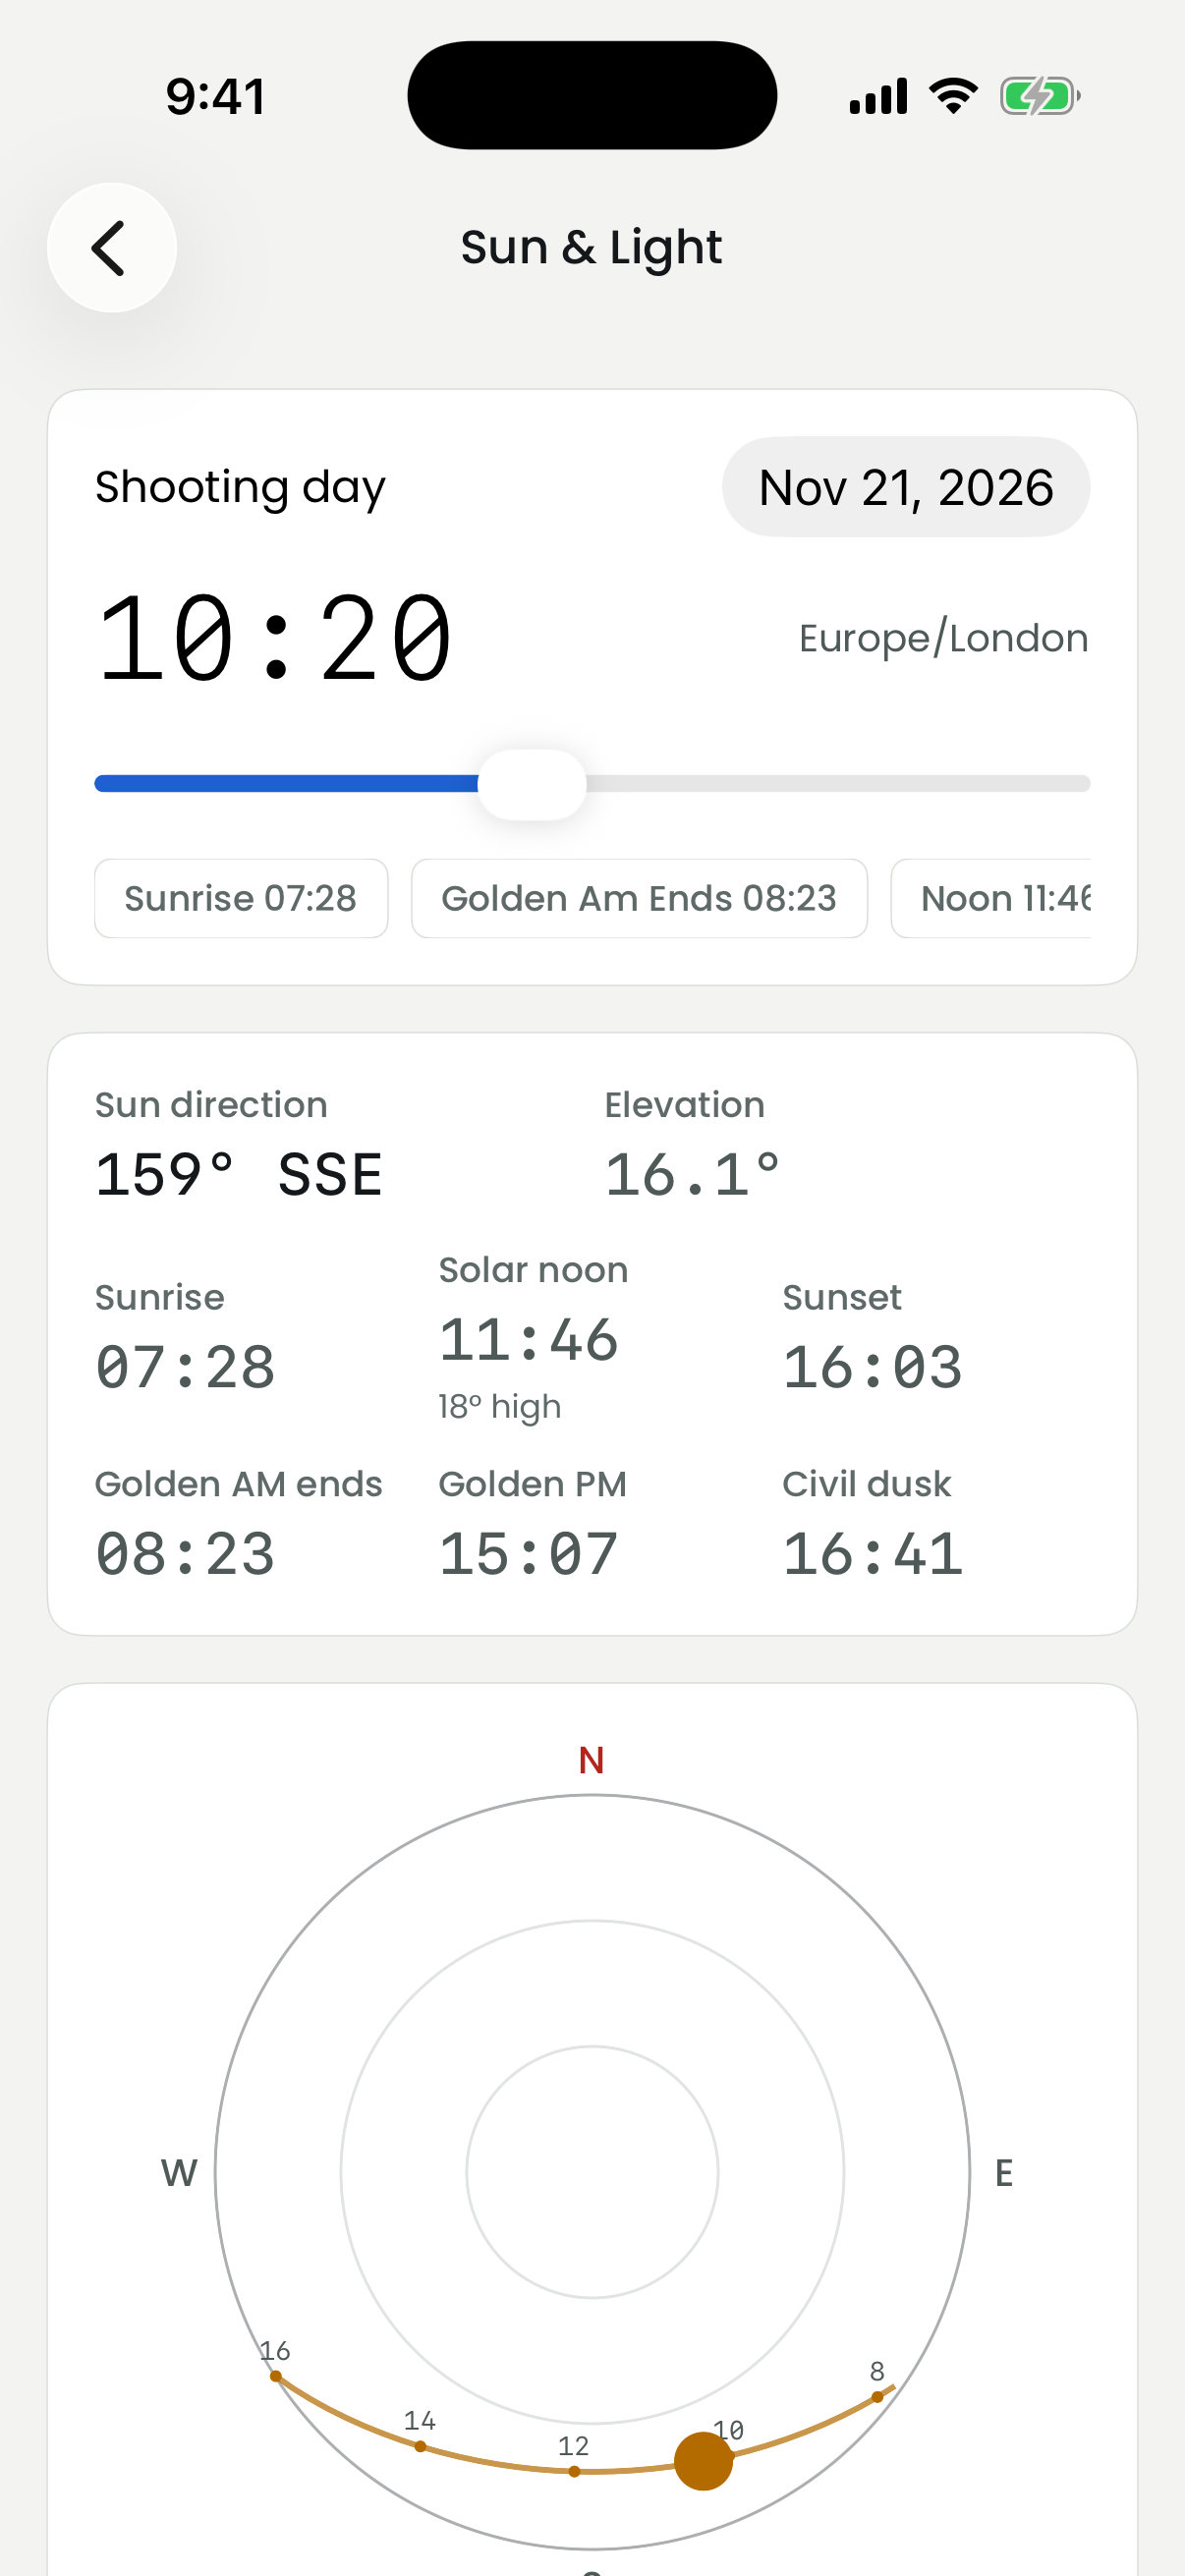 9:41
Sun & Light
Shooting day
Nov 21, 2026
10:20
Europe/London
Sunrise 07:28
Golden Am Ends 08:23
Noon 11:46
Sun direction
Elevation
159° SSE
16.1°
Sunrise
Solar noon
Sunset
07:28
11:46
16:03
18° high
Golden AM ends
Golden PM
Civil dusk
08:23
15:07
16:41
N
W
E
16
14
12
10
8